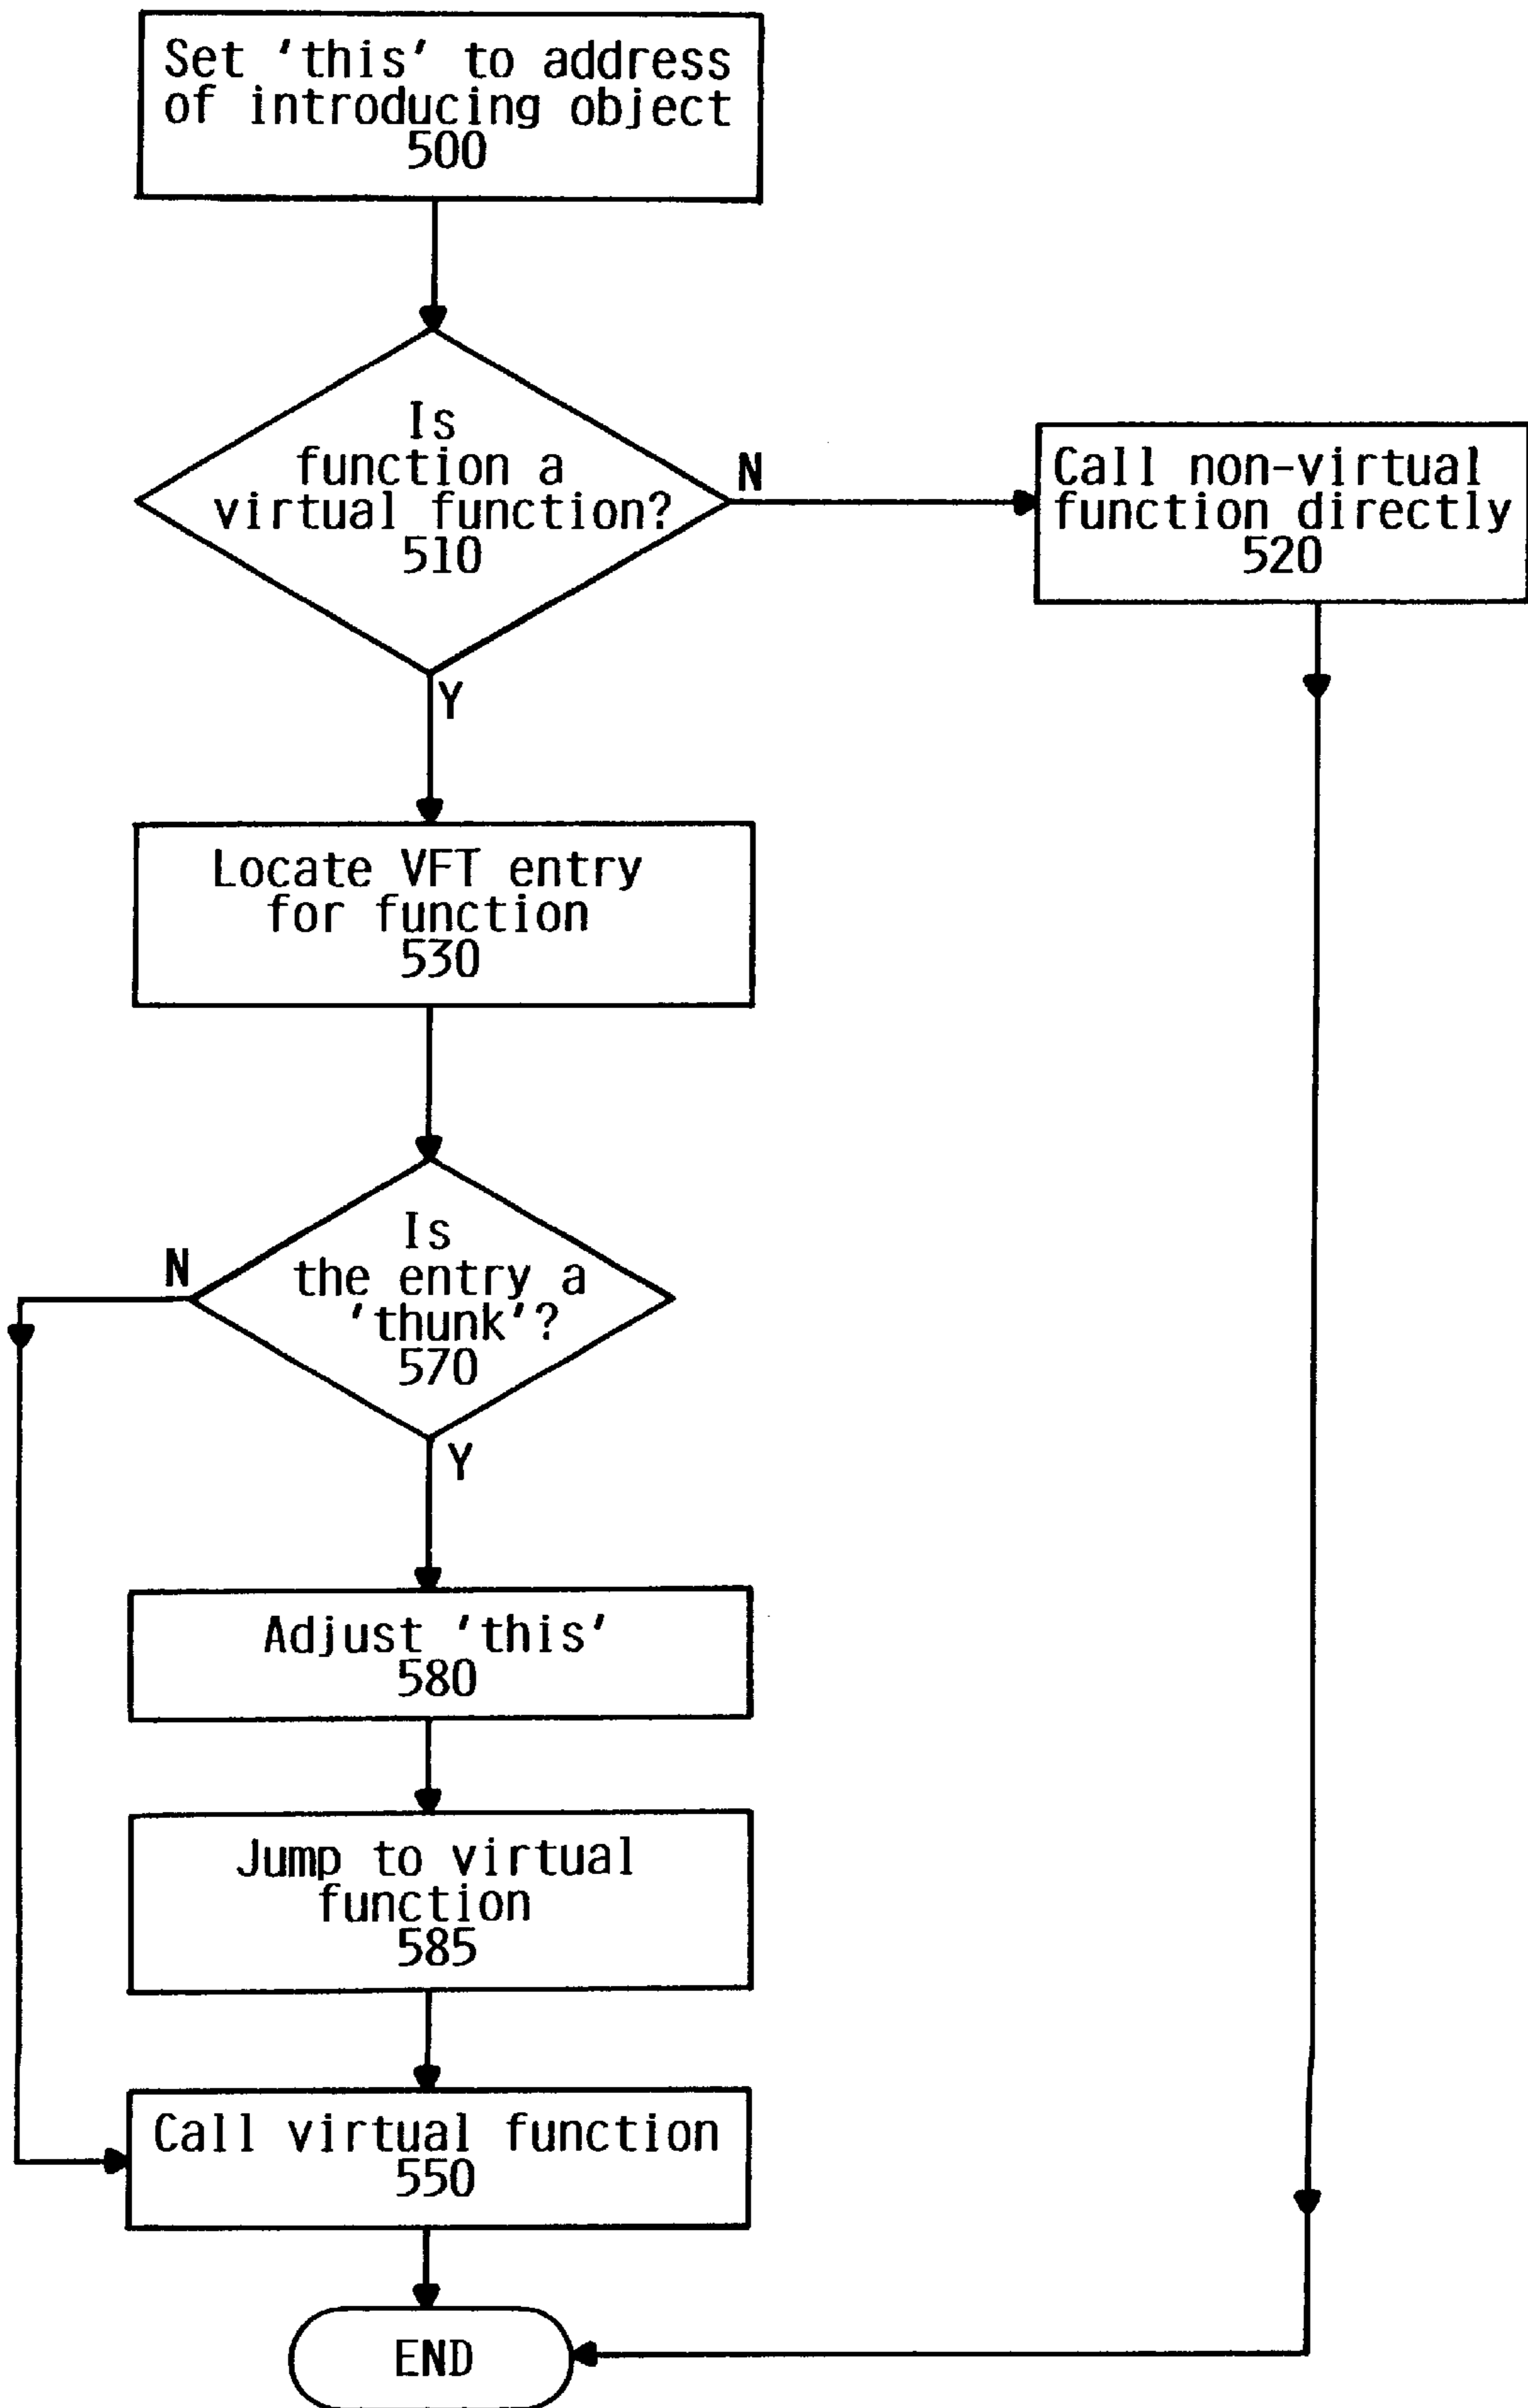 Set 'this' to address
of introducing object
500
Is
function a
virtual function?
510
N
Call non-virtual
function directly
520
Y
Locate VFT entry
for function
530
Is
the entry a
'thunk'?
570
N
Y
Adjust 'this'
580
Jump to virtual
function
585
Call virtual function
550
END